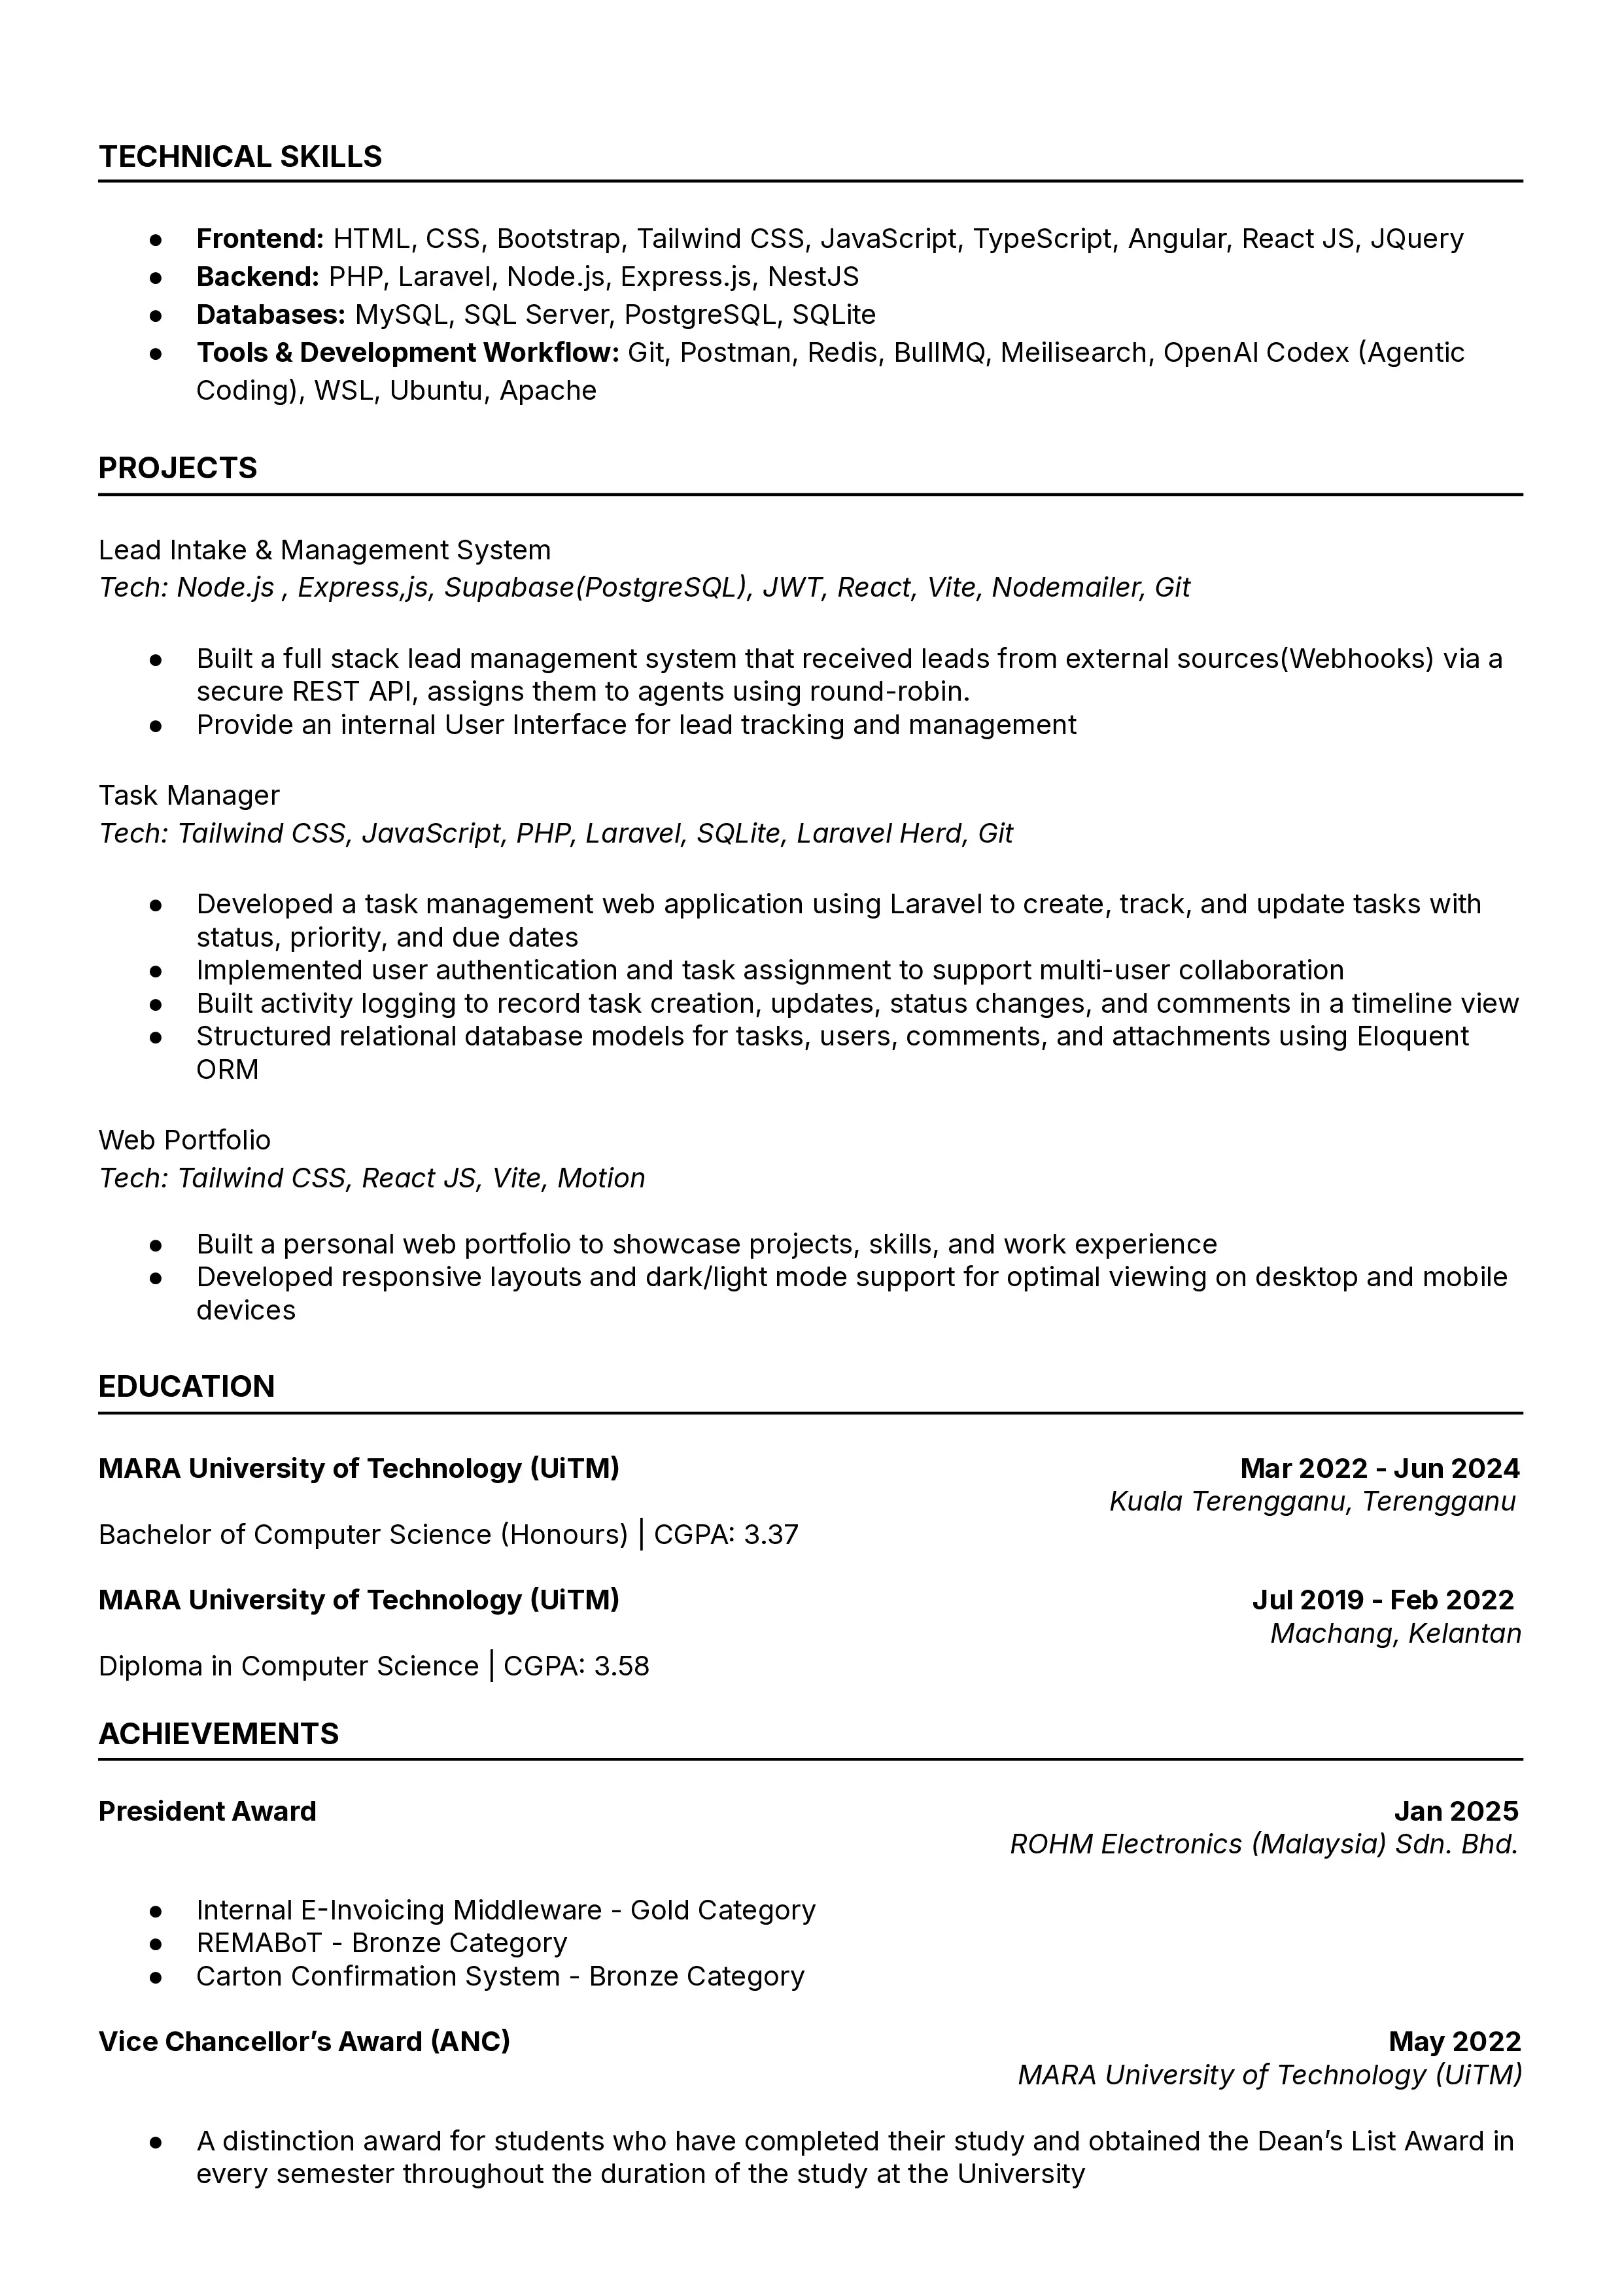 TECHNICAL SKILLS
● Frontend: HTML, CSS, Bootstrap, Tailwind CSS, JavaScript, TypeScript, Angular, React JS, JQuery
● Backend: PHP, Laravel, Node.js, Express.js, NestJS
● Databases: MySQL, SQL Server, PostgreSQL, SQLite
● Tools & Development Workflow: Git, Postman, Redis, BullMQ, Meilisearch, OpenAI Codex (Agentic
Coding), WSL, Ubuntu, Apache
PROJECTS
Lead Intake & Management System
Tech: Node.js , Express,js, Supabase(PostgreSQL), JWT, React, Vite, Nodemailer, Git
● Built a full stack lead management system that received leads from external sources(Webhooks) via a
secure REST API, assigns them to agents using round-robin.
● Provide an internal User Interface for lead tracking and management
Task Manager
Tech: Tailwind CSS, JavaScript, PHP, Laravel, SQLite, Laravel Herd, Git
● Developed a task management web application using Laravel to create, track, and update tasks with
status, priority, and due dates
● Implemented user authentication and task assignment to support multi-user collaboration
● Built activity logging to record task creation, updates, status changes, and comments in a timeline view
● Structured relational database models for tasks, users, comments, and attachments using Eloquent
ORM
Web Portfolio
Tech: Tailwind CSS, React JS, Vite, Motion
● Built a personal web portfolio to showcase projects, skills, and work experience
● Developed responsive layouts and dark/light mode support for optimal viewing on desktop and mobile
devices
EDUCATION
MARA University of Technology (UiTM) Mar 2022 - Jun 2024
Kuala Terengganu, Terengganu
Bachelor of Computer Science (Honours) | CGPA: 3.37
MARA University of Technology (UiTM) Jul 2019 - Feb 2022
Machang, Kelantan
Diploma in Computer Science | CGPA: 3.58
ACHIEVEMENTS
President Award Jan 2025
ROHM Electronics (Malaysia) Sdn. Bhd.
● Internal E-Invoicing Middleware - Gold Category
● REMABoT - Bronze Category
● Carton Confirmation System - Bronze Category
Vice Chancellor’s Award (ANC) May 2022
MARA University of Technology (UiTM)
● A distinction award for students who have completed their study and obtained the Dean’s List Award in
every semester throughout the duration of the study at the University